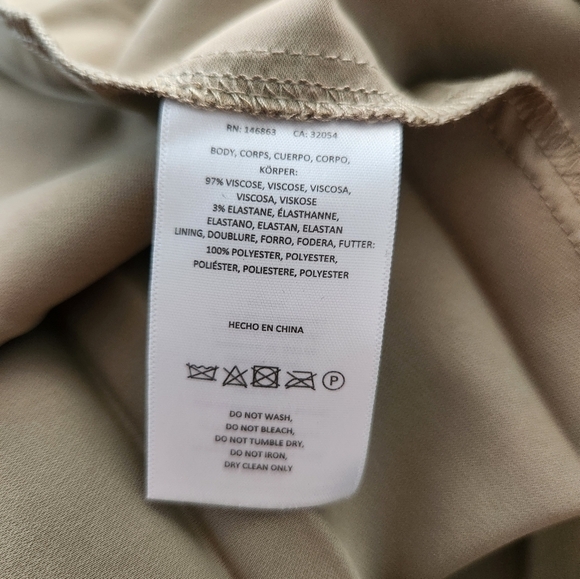 RN: 146863 CA: 32054
BODY, CORPS, CUERPO, CORPO,
KÖRPER:
97% VISCOSE, VISCOSE, VISCOSA,
VISCOSA, VISKOSE
3% ELASTANE, ÉLASTHANNE,
ELASTANO, ELASTAN, ELASTAN
LINING, DOUBLURE, FORRO, FODERA, FUTTER:
100% POLYESTER, POLYESTER,
POLIÉSTER, POLIESTERE, POLYESTER
HECHO EN CHINA
P
DO NOT WASH,
DO NOT BLEACH,
DO NOT TUMBLE DRY,
DO NOT IRON,
DRY CLEAN ONLY